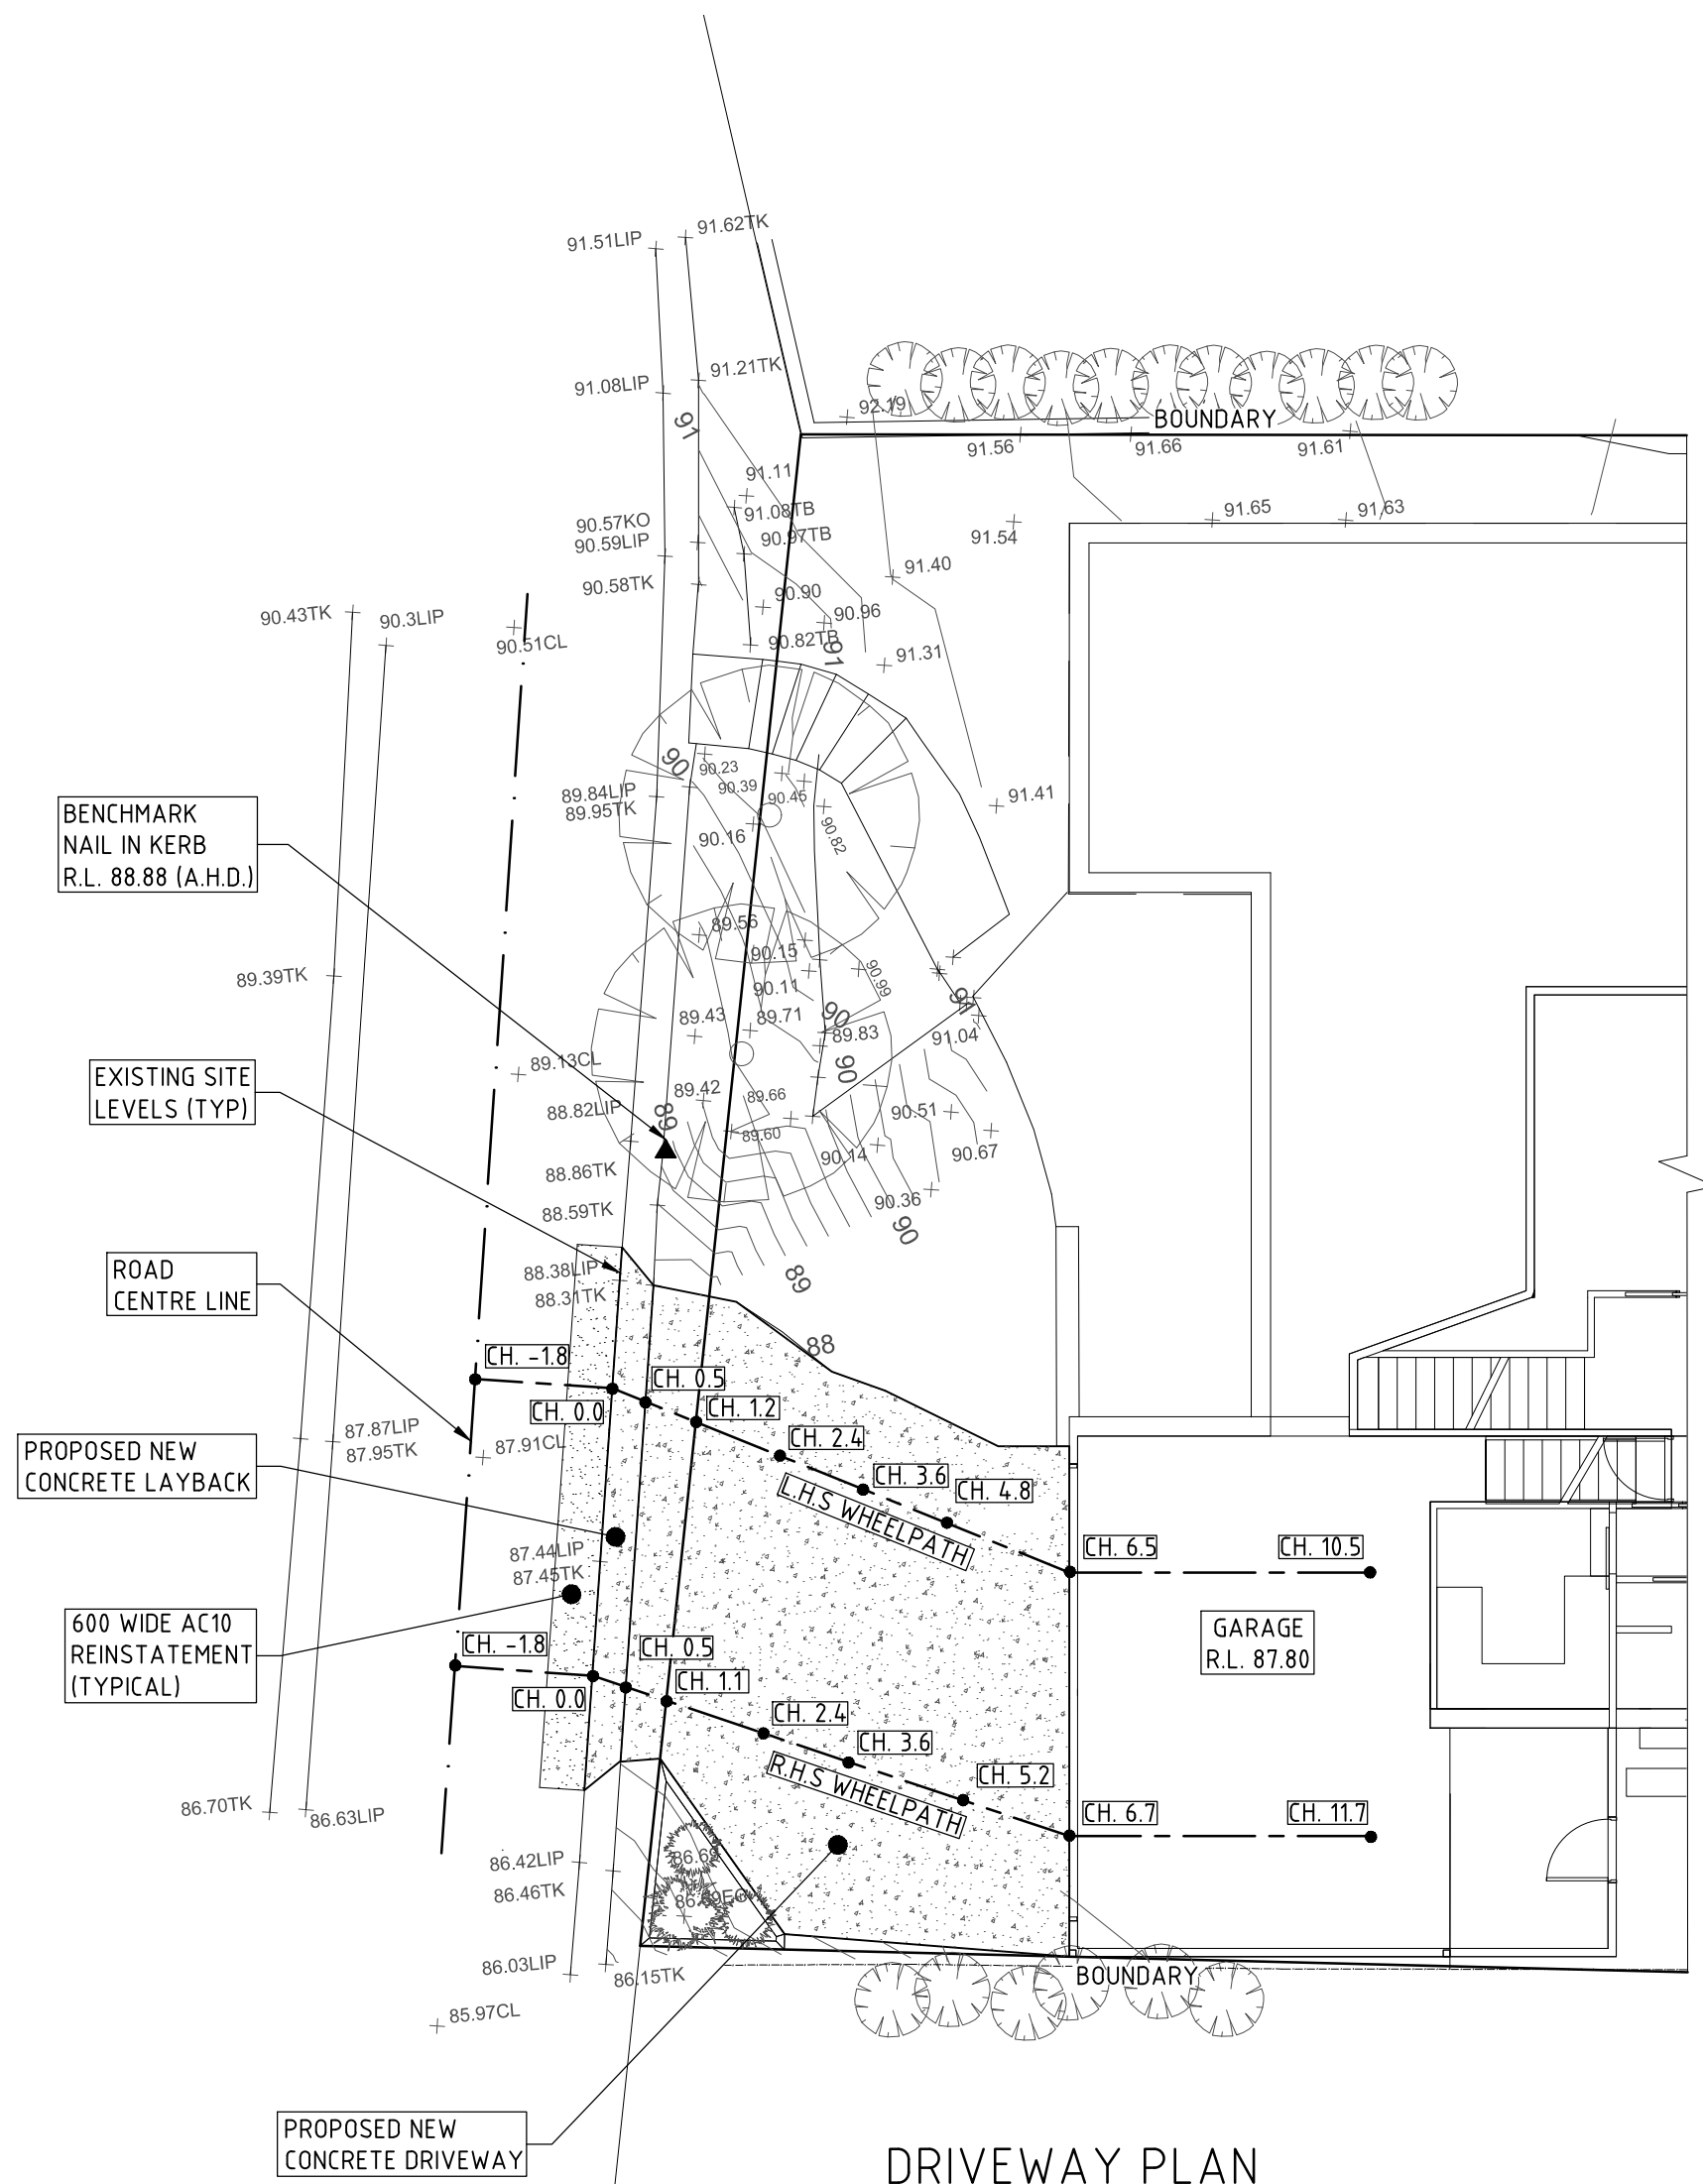 91.62TK
91.51LIP
91.21TK
91.08LIP
91
92.19
BOUNDARY
91.56
91.66
91.61
91.11
91.08TB
91.65
91.63
90.57KO
90.59LIP
90.97TB
91.54
91.40
90.58TK
90.90
90.96
90.43TK
90.3LIP
90.51CL
90.82TB
91
91.31
90
90.23
90.39
90.45
89.84LIP
89.95TK
91.41
BENCHMARK
NAIL IN KERB
R.L. 88.88 (A.H.D.)
90.16
90.82
89.56
90.15
90.99
89.39TK
90.11
91
89.43
89.71
90
89.83
91.04
EXISTING SITE
LEVELS (TYP)
89.13CL
90
89.42
89.66
88.82LIP
89
90.51
89.60
90.14
90.67
88.86TK
90.36
88.59TK
90
ROAD
CENTRE LINE
88.38LIP
89
88.31TK
88
CH. -1.8
CH. 0.5
CH. 0.0
CH. 1.2
87.87LIP
87.95TK
87.91CL
CH. 2.4
PROPOSED NEW
CONCRETE LAYBACK
CH. 3.6
CH. 4.8
L.H.S WHEELPATH
87.44LIP
87.45TK
CH. 6.5
CH. 10.5
600 WIDE AC10
REINSTATEMENT
(TYPICAL)
GARAGE
R.L. 87.80
CH. -1.8
CH. 0.5
CH. 0.0
CH. 1.1
CH. 2.4
CH. 3.6
R.H.S WHEELPATH
CH. 5.2
CH. 6.7
CH. 11.7
86.70TK
86.63LIP
86.42LIP
86.69
86.46TK
86.03LIP
86.15TK
BOUNDARY
85.97CL
PROPOSED NEW
CONCRETE DRIVEWAY
DRIVEWAY PLAN